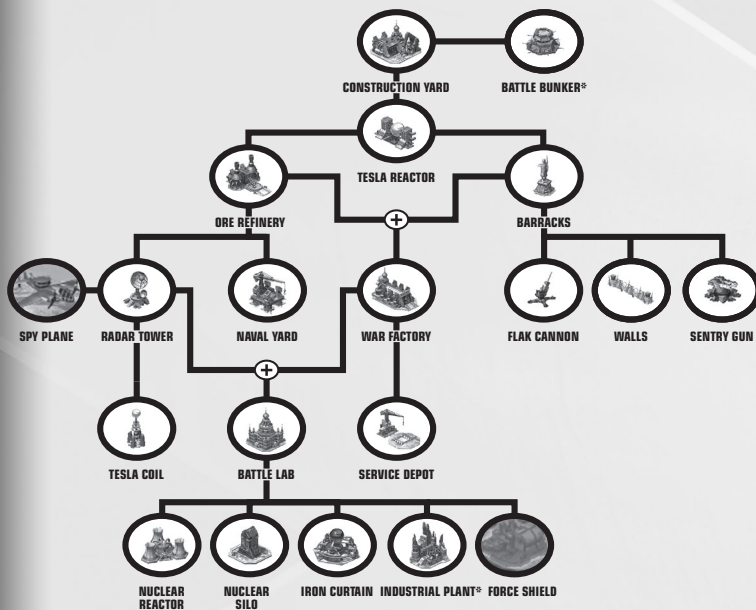 CONSTRUCTION YARD
BATTLE BUNKER*
TESLA REACTOR
ORE REFINERY
+
BARRACKS
SPY PLANE
RADAR TOWER
NAVAL YARD
WAR FACTORY
FLAK CANNON
WALLS
SENTRY GUN
+
TESLA COIL
BATTLE LAB
SERVICE DEPOT
NUCLEAR
REACTOR
NUCLEAR
SILO
IRON CURTAIN
INDUSTRIAL PLANT*
FORCE SHIELD